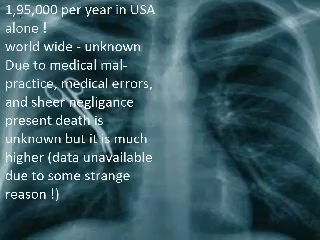 1,95,000 per year in USA
alone !
world wide - unknown
Due to medical mal-
practice, medical errors,
and sheer negligance
present death is
unknown but it is much
higher (data unavailable
due to some strange
reason !)